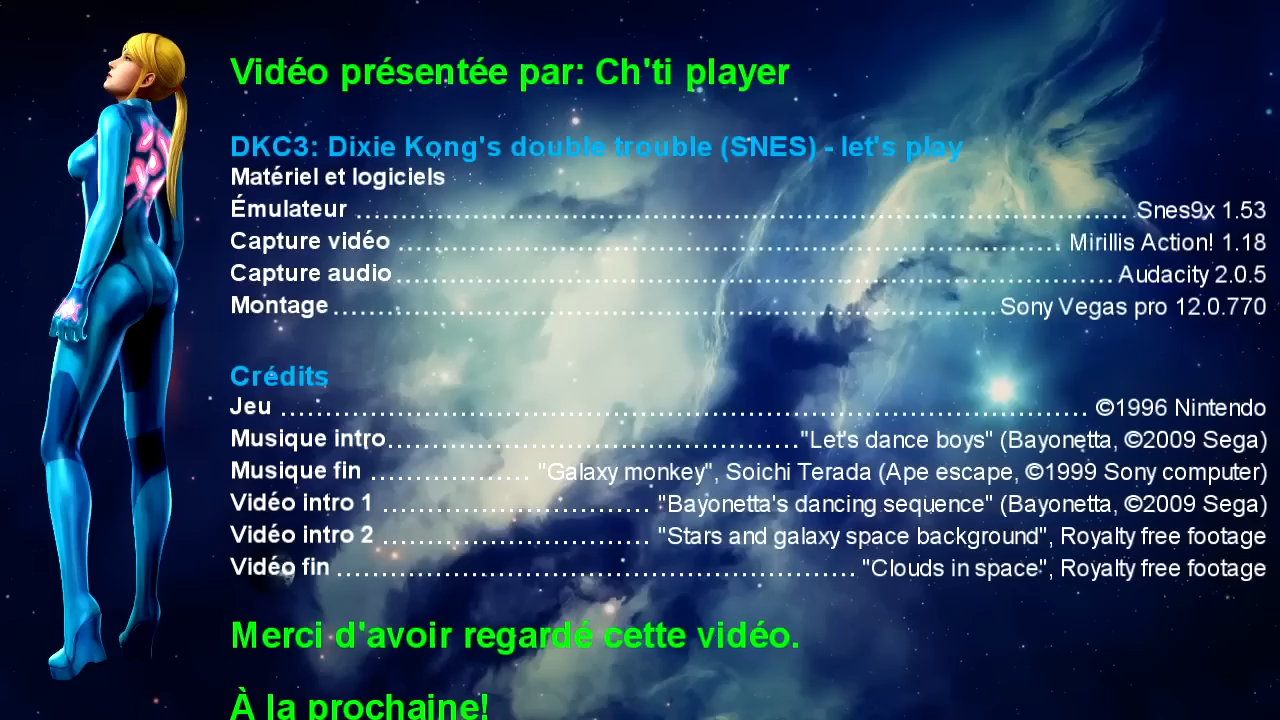 Vidéo présentée par: Ch'ti player
DKC3: Dixie Kong's double trouble (SNES) - let's play
Matériel et logiciels
Émulateur ........................................ Snes9x 1.53
Capture vidéo ........................................ Mirillis Action! 1.18
Capture audio ........................................ Audacity 2.0.5
Montage ........................................ Sony Vegas pro 12.0.770
Crédits
Jeu ........................................ ©1996 Nintendo
Musique intro ........................................ "Let's dance boys" (Bayonetta, ©2009 Sega)
Musique fin .................... "Galaxy monkey", Soichi Terada (Ape escape, ©1999 Sony computer)
Vidéo intro 1 .............................. "Bayonetta's dancing sequence" (Bayonetta, ©2009 Sega)
Vidéo intro 2 .............................. "Stars and galaxy space background", Royalty free footage
Vidéo fin ........................................ "Clouds in space", Royalty free footage
Merci d'avoir regardé cette vidéo.
À la prochaine!